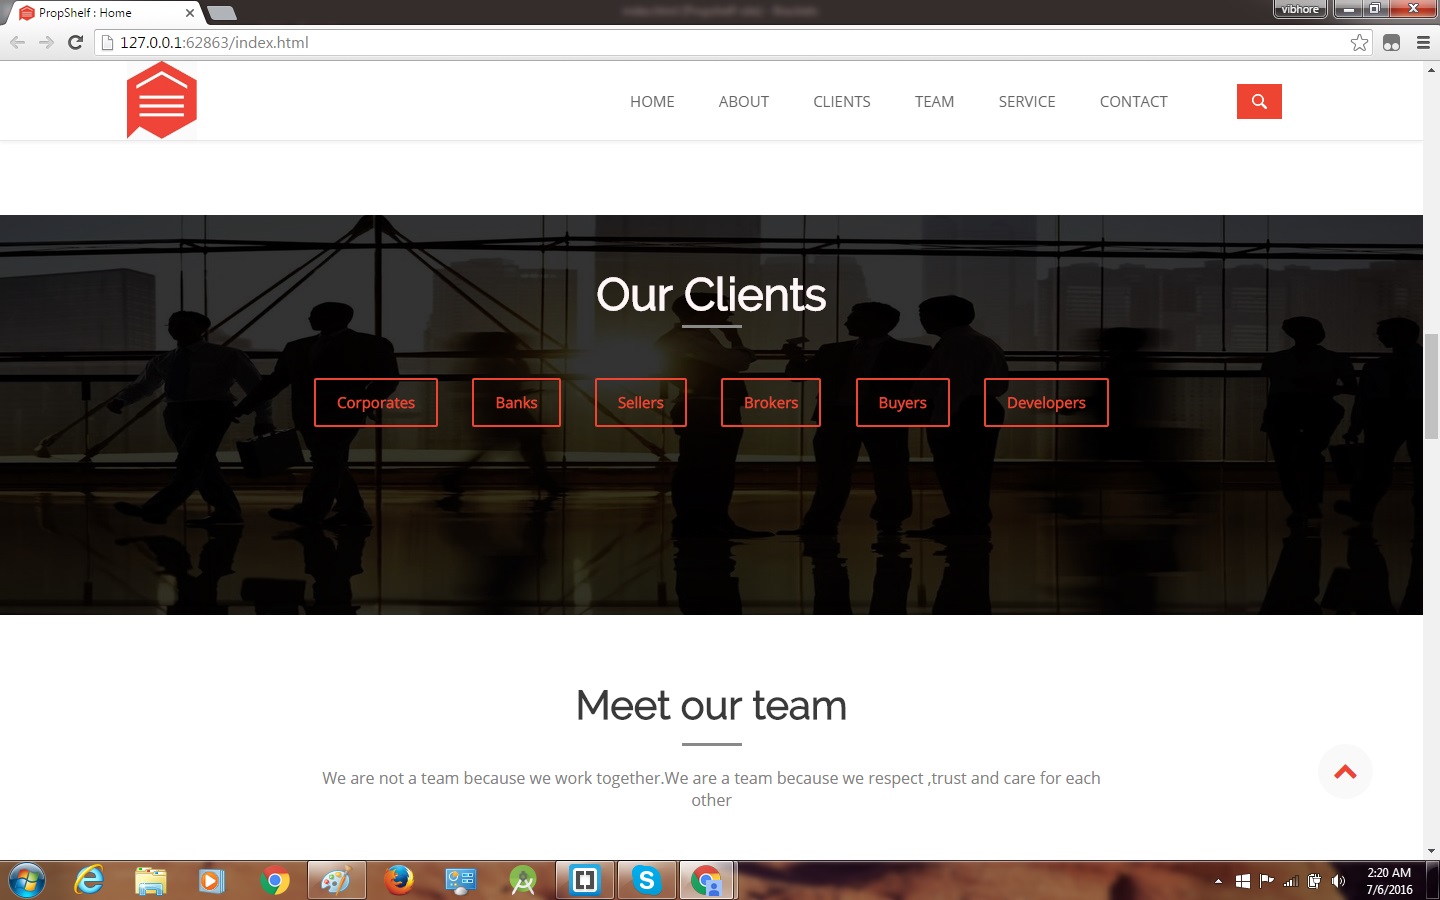 PropShelf : Home
vibhore
127.0.0.1:62863/index.html
HOME ABOUT CLIENTS TEAM SERVICE CONTACT
Our Clients
Corporates Banks Sellers Brokers Buyers Developers
Meet our team
We are not a team because we work together.We are a team because we respect ,trust and care for each
other
2:20 AM
7/6/2016